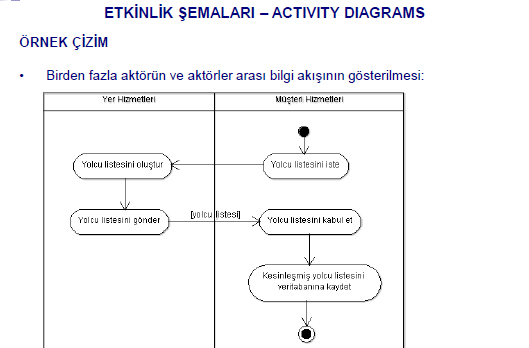 ETKİNLİK ŞEMALARI – ACTIVITY DIAGRAMS
ÖRNEK ÇİZİM
• Birden fazla aktörün ve aktörler arası bilgi akışının gösterilmesi:
Yer Hizmetleri
Müşteri Hizmetleri
Yolcu listesini iste
Yolcu listesini oluştur
Yolcu listesini gönder
[yolcu listesi]
Yolcu listesini kabul et
Kesinleşmiş yolcu listesini
veritabanına kaydet